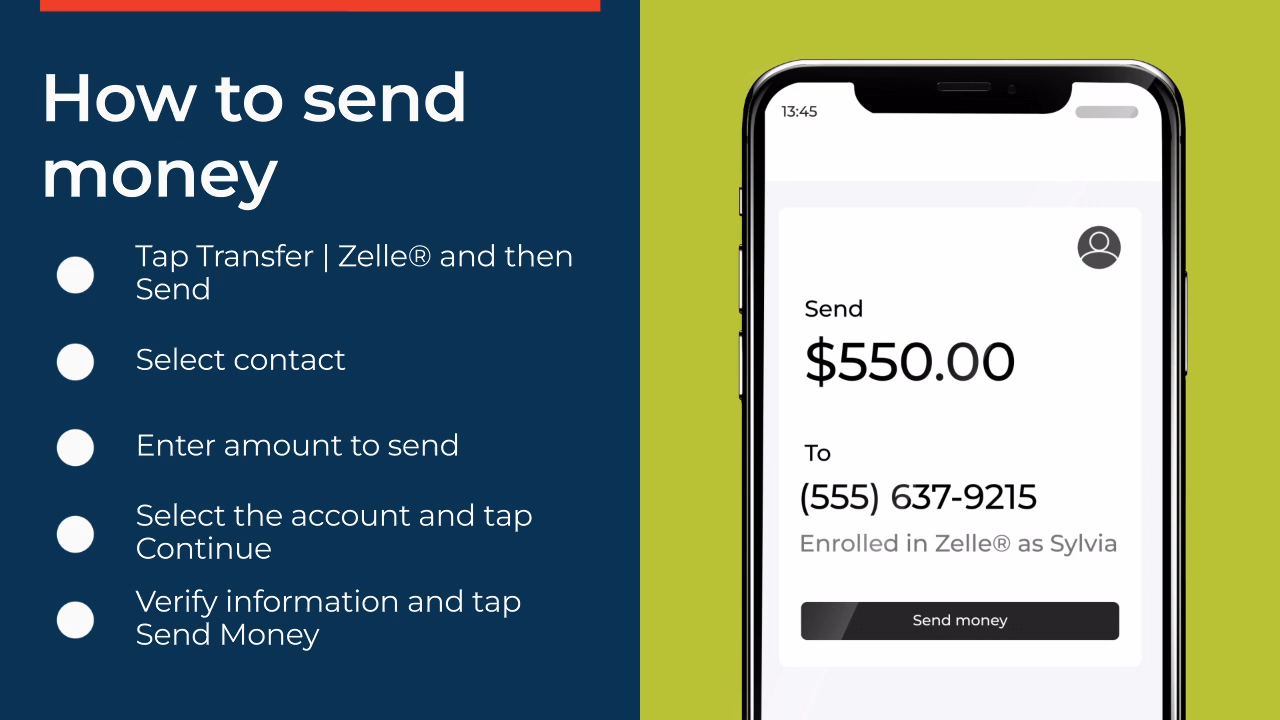 How to send
money
Tap Transfer | Zelle® and then
Send
Select contact
Enter amount to send
Select the account and tap
Continue
Verify information and tap
Send Money
13:45
Send
$550.00
To
(555) 637-9215
Enrolled in Zelle® as Sylvia
Send money